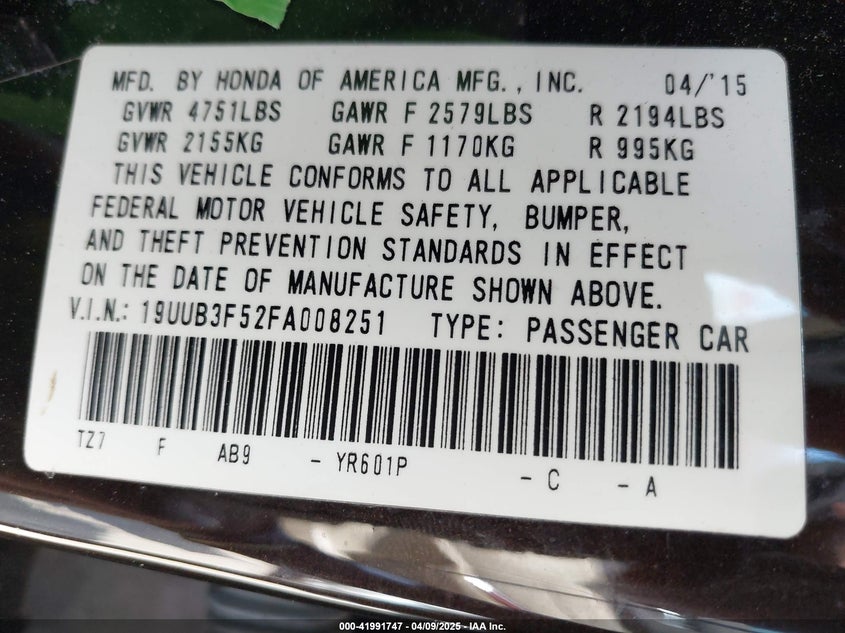 MFD. BY HONDA OF AMERICA MFG., INC. 04/'15
GVWR 4751LBS GAWR F 2579LBS R 2194LBS
GVWR 2155KG GAWR F 1170KG R 995KG
THIS VEHICLE CONFORMS TO ALL APPLICABLE
FEDERAL MOTOR VEHICLE SAFETY, BUMPER,
AND THEFT PREVENTION STANDARDS IN EFFECT
ON THE DATE OF MANUFACTURE SHOWN ABOVE.
V.I.N.: 19UUB3F52FA008251 TYPE: PASSENGER CAR
TZ7 F AB9 - YR601P - C - A
000-41991747 - 04/09/2025 - IAA Inc.